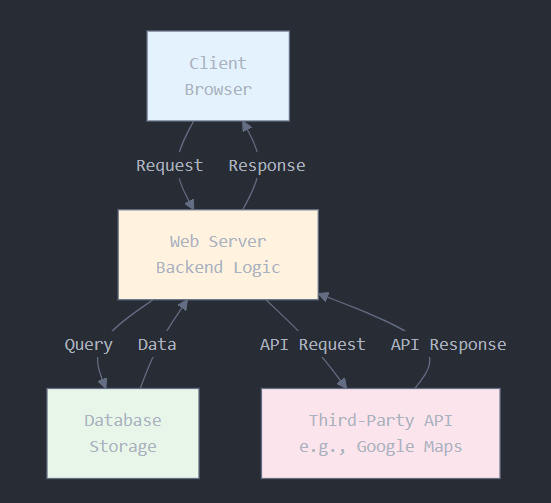 Client
Browser
Request Response
Web Server
Backend Logic
Query Data API Request API Response
Database
Storage
Third-Party API
e.g., Google Maps